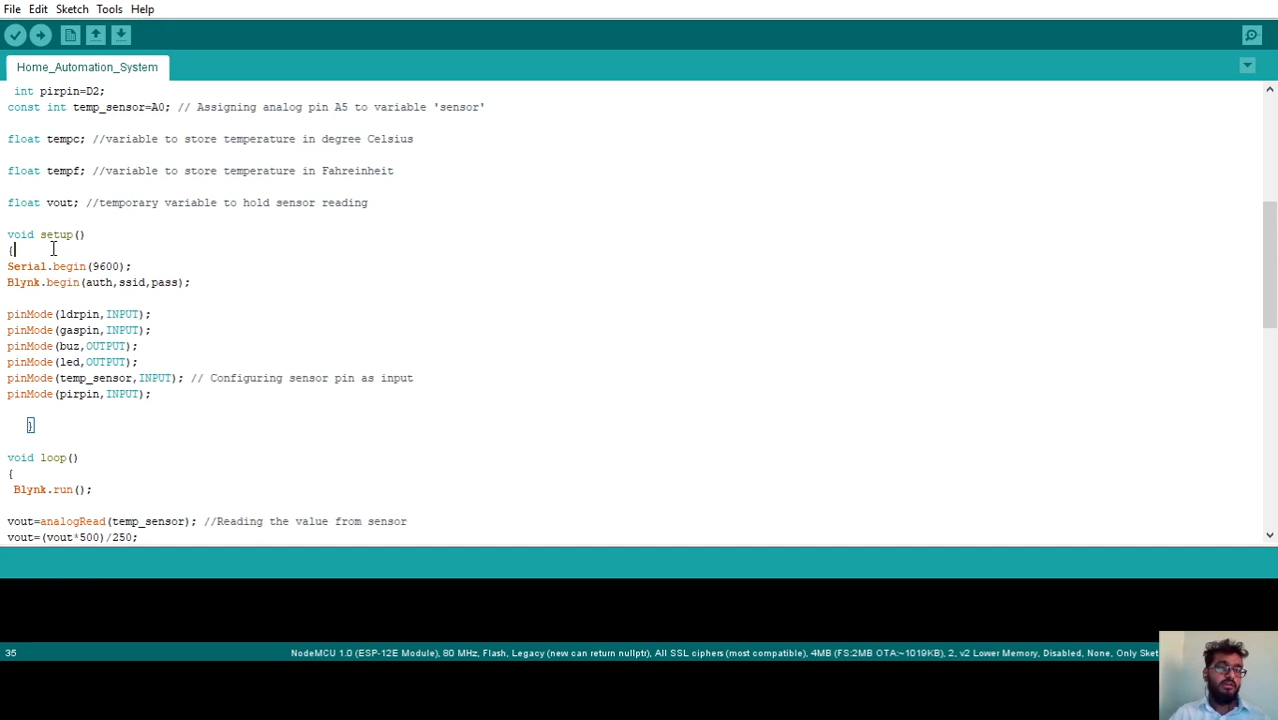 File Edit Sketch Tools Help
Home_Automation_System
int pirpin=D2;
const int temp_sensor=A0; // Assigning analog pin A5 to variable 'sensor'
float tempc; //variable to store temperature in degree Celsius
float tempf; //variable to store temperature in Fahreinheit
float vout; //temporary variable to hold sensor reading
void setup()
{
Serial.begin(9600);
Blynk.begin(auth,ssid,pass);
pinMode(ldrpin,INPUT);
pinMode(gaspin,INPUT);
pinMode(buz,OUTPUT);
pinMode(led,OUTPUT);
pinMode(temp_sensor,INPUT); // Configuring sensor pin as input
pinMode(pirpin,INPUT);
}
void loop()
{
Blynk.run();
vout=analogRead(temp_sensor); //Reading the value from sensor
vout=(vout*500)/250;
35
NodeMCU 1.0 (ESP-12E Module), 80 MHz, Flash, Legacy (new can return nullptr), All SSL ciphers (most compatible), 4MB (FS:2MB OTA:~1019KB), 2, v2 Lower Memory, Disabled, None, Only Sket